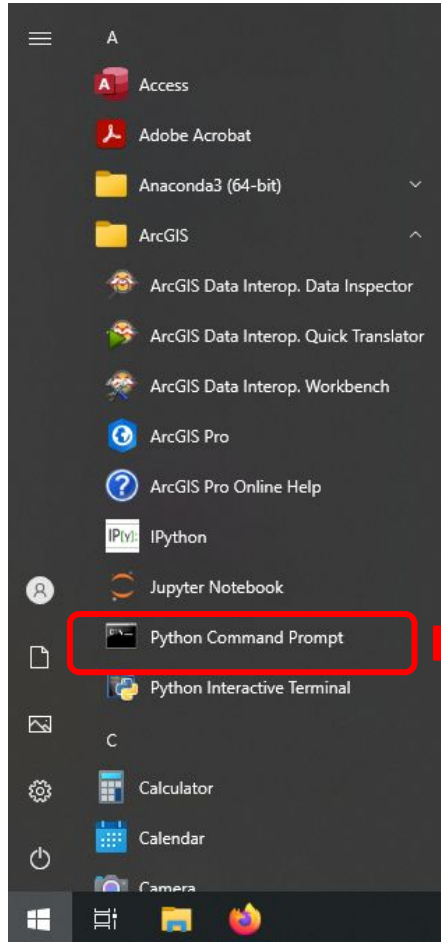 A
Access
Adobe Acrobat
Anaconda3 (64-bit)
ArcGIS
ArcGIS Data Interop. Data Inspector
ArcGIS Data Interop. Quick Translator
ArcGIS Data Interop. Workbench
ArcGIS Pro
ArcGIS Pro Online Help
IP[y]: IPython
Jupyter Notebook
Python Command Prompt
Python Interactive Terminal
C
Calculator
Calendar
Camera